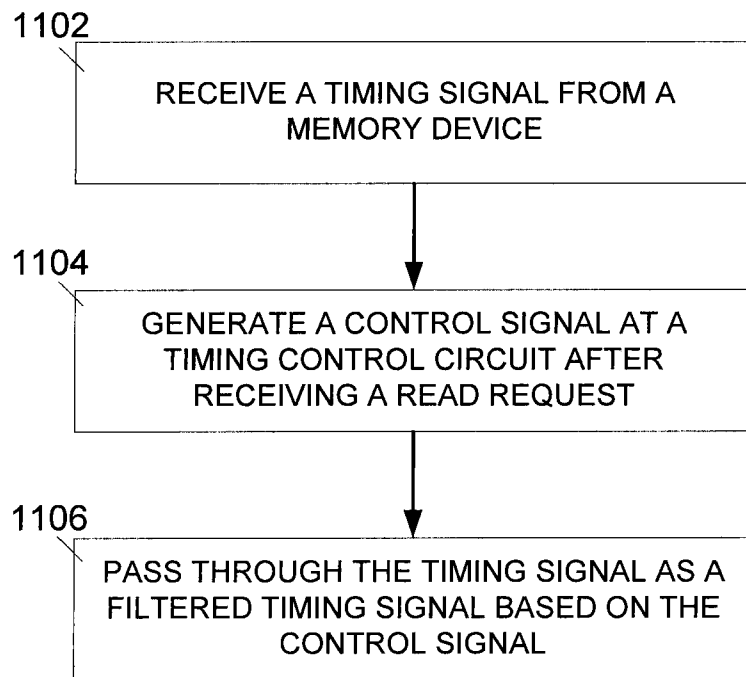 1102
RECEIVE A TIMING SIGNAL FROM A
MEMORY DEVICE
1104
GENERATE A CONTROL SIGNAL AT A
TIMING CONTROL CIRCUIT AFTER
RECEIVING A READ REQUEST
1106
PASS THROUGH THE TIMING SIGNAL AS A
FILTERED TIMING SIGNAL BASED ON THE
CONTROL SIGNAL